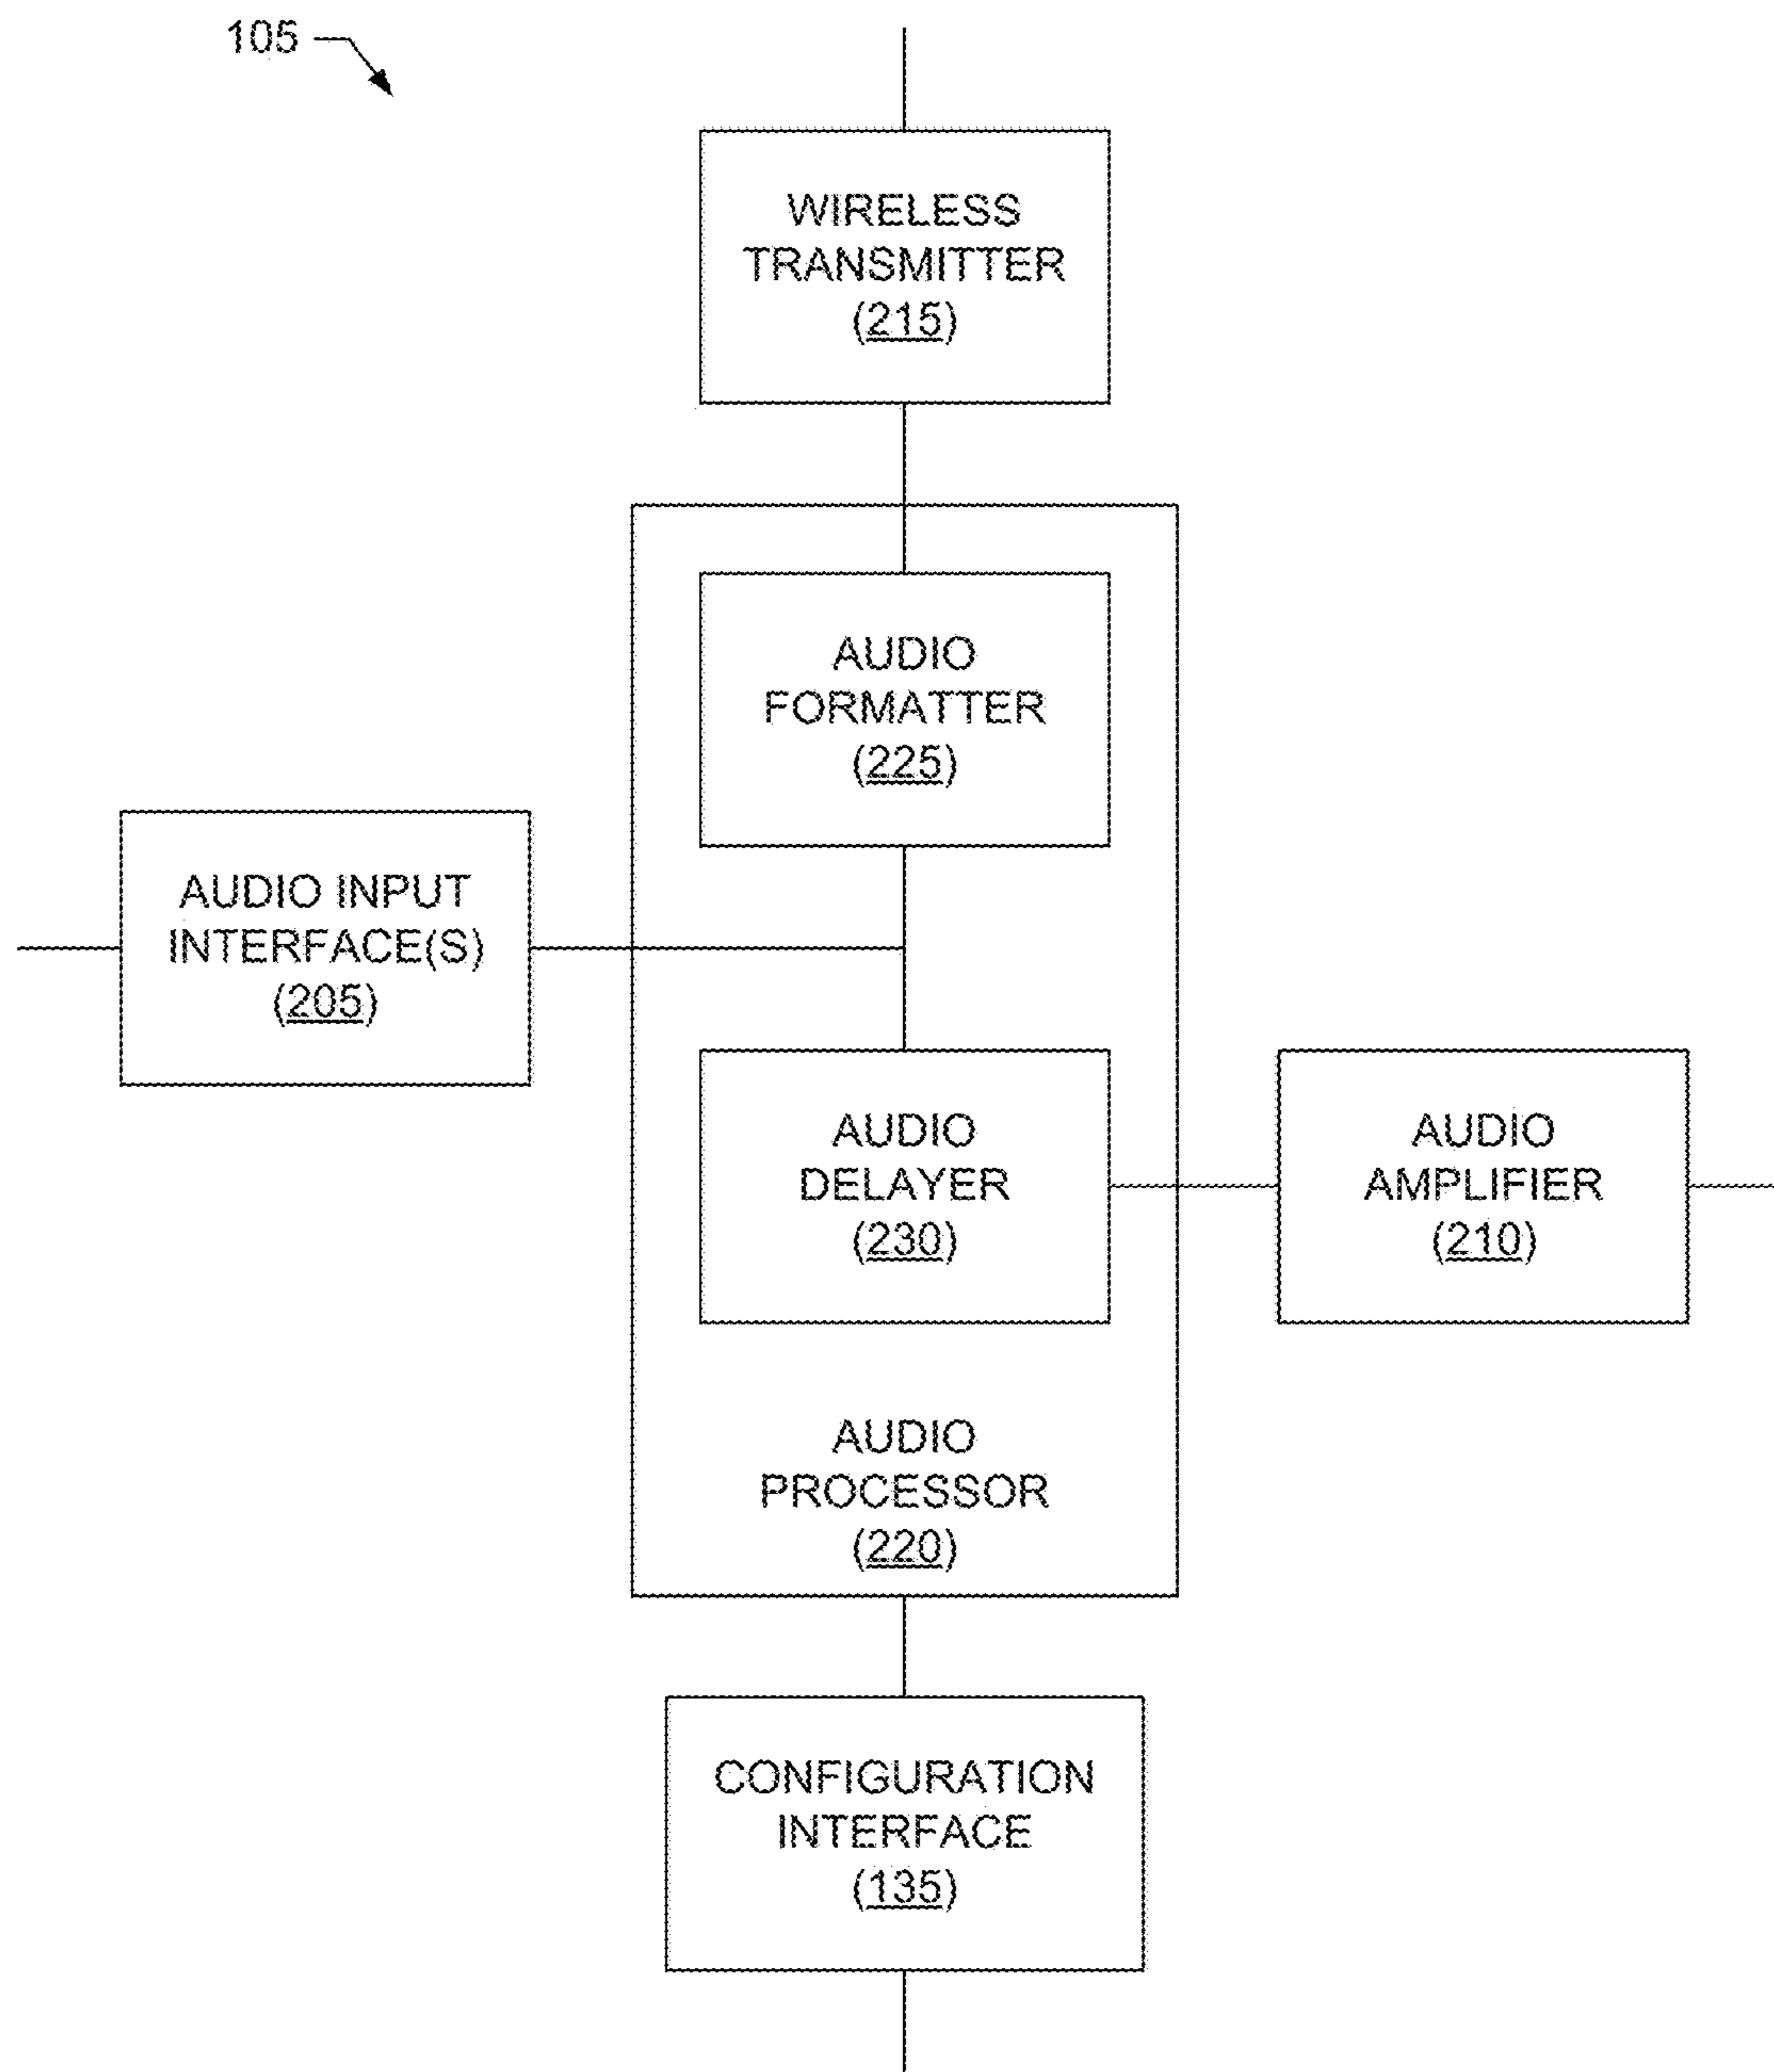 105
WIRELESS
TRANSMITTER
(215)
AUDIO
FORMATTER
(225)
AUDIO INPUT
INTERFACE(S)
(205)
AUDIO
DELAYER
(230)
AUDIO
AMPLIFIER
(210)
AUDIO
PROCESSOR
(220)
CONFIGURATION
INTERFACE
(135)